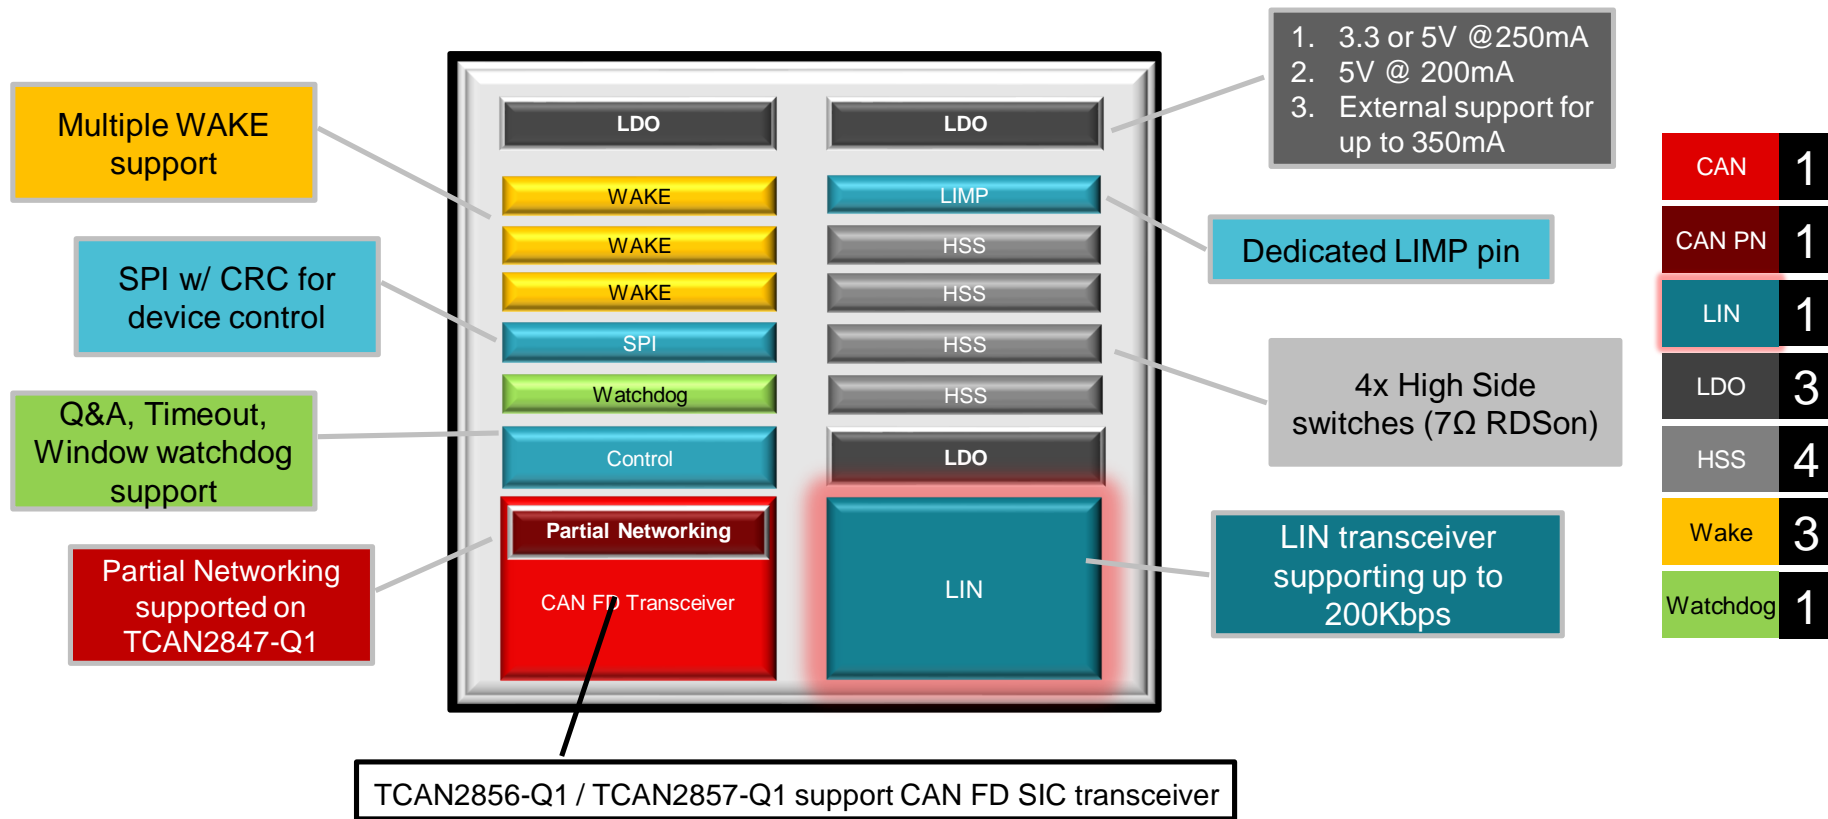 Multiple WAKE
support
SPI w/ CRC for
device control
Q&A, Timeout,
Window watchdog
support
Partial Networking
supported on
TCAN2847-Q1
LDO
WAKE
WAKE
WAKE
SPI
Watchdog
Control
Partial Networking
CAN FD Transceiver
LDO
LIMP
HSS
HSS
HSS
HSS
LDO
LIN
1. 3.3 or 5V @250mA
2. 5V @ 200mA
3. External support for
up to 350mA
Dedicated LIMP pin
4x High Side
switches (7Ω RDSon)
LIN transceiver
supporting up to
200Kbps
TCAN2856-Q1 / TCAN2857-Q1 support CAN FD SIC transceiver
CAN 1
CAN PN 1
LIN 1
LDO 3
HSS 4
Wake 3
Watchdog 1